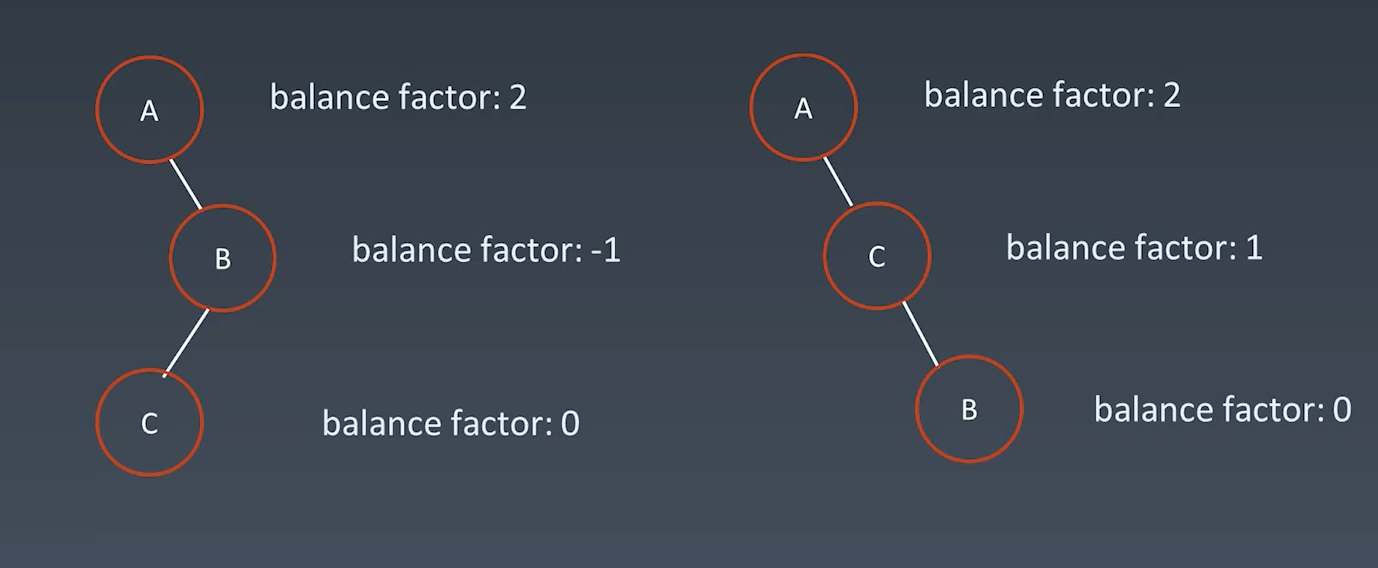 A
balance factor: 2
B
balance factor: -1
C
balance factor: 0
A
balance factor: 2
C
balance factor: 1
B
balance factor: 0